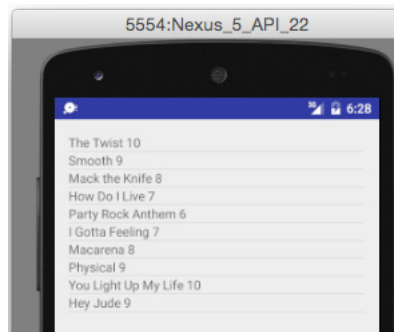 5554:Nexus_5_API_22
3G 6:28
The Twist 10
Smooth 9
Mack the Knife 8
How Do I Live 7
Party Rock Anthem 6
I Gotta Feeling 7
Macarena 8
Physical 9
You Light Up My Life 10
Hey Jude 9